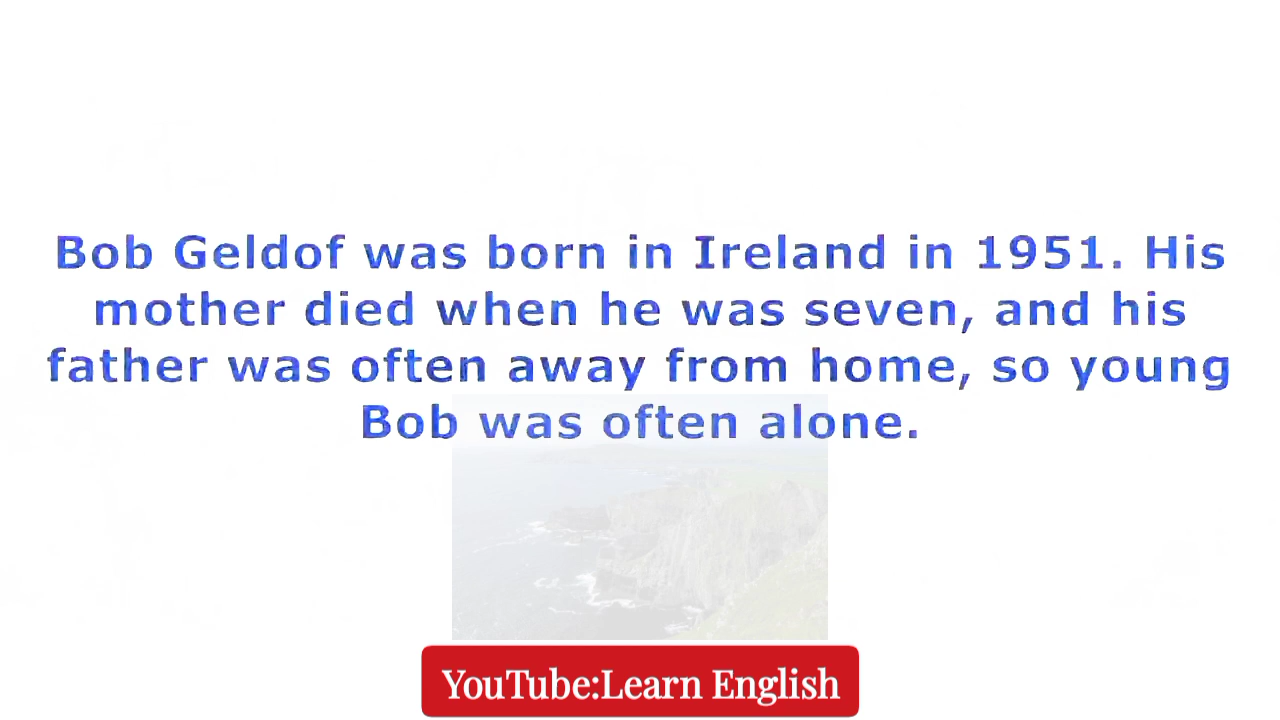 Bob Geldof was born in Ireland in 1951. His
mother died when he was seven, and his
father was often away from home, so young
Bob was often alone.
YouTube:Learn English